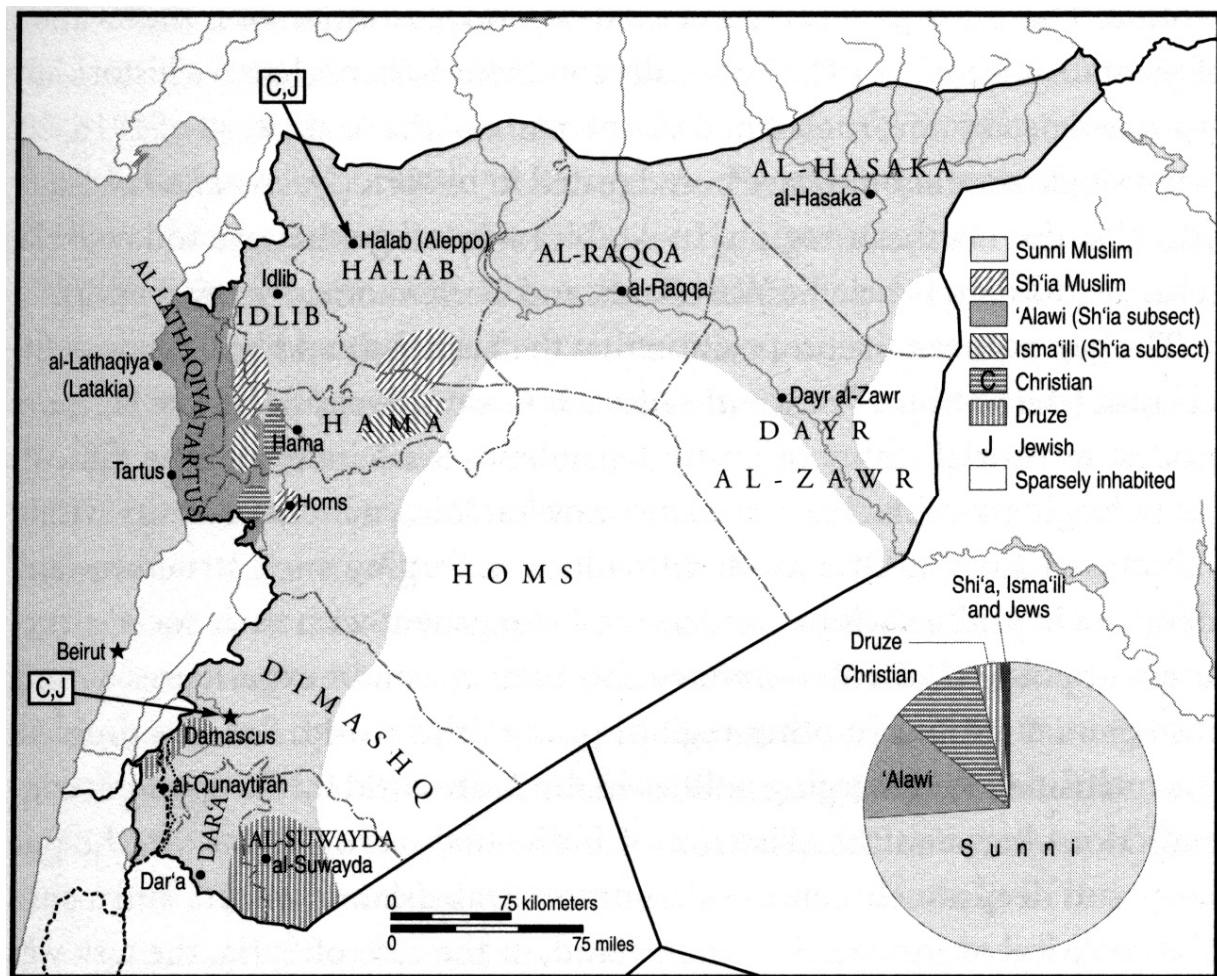 C,J
AL-HASAKA
al-Hasaka
Halab (Aleppo)
HALAB
AL-RAQQA
al-Raqqa
Idlib
IDLIB
AL-LATHAQIYA
al-Lathaqiya
(Latakia)
TARTUS
Tartus
HAMA
Hama
Homs
Dayr al-Zawr
DAYR
AL-ZAWR
HOMS
Beirut
C,J
Damascus
DIMASHQ
al-Qunaytirah
DAR'A
AL-SUWAYDA
al-Suwayda
Dar'a
0 75 kilometers
0 75 miles
Sunni Muslim
Sh'ia Muslim
'Alawi (Sh'ia subsect)
Isma'ili (Sh'ia subsect)
C Christian
Druze
J Jewish
Sparsely inhabited
Shi'a, Isma'ili
and Jews
Druze
Christian
'Alawi
Sunni